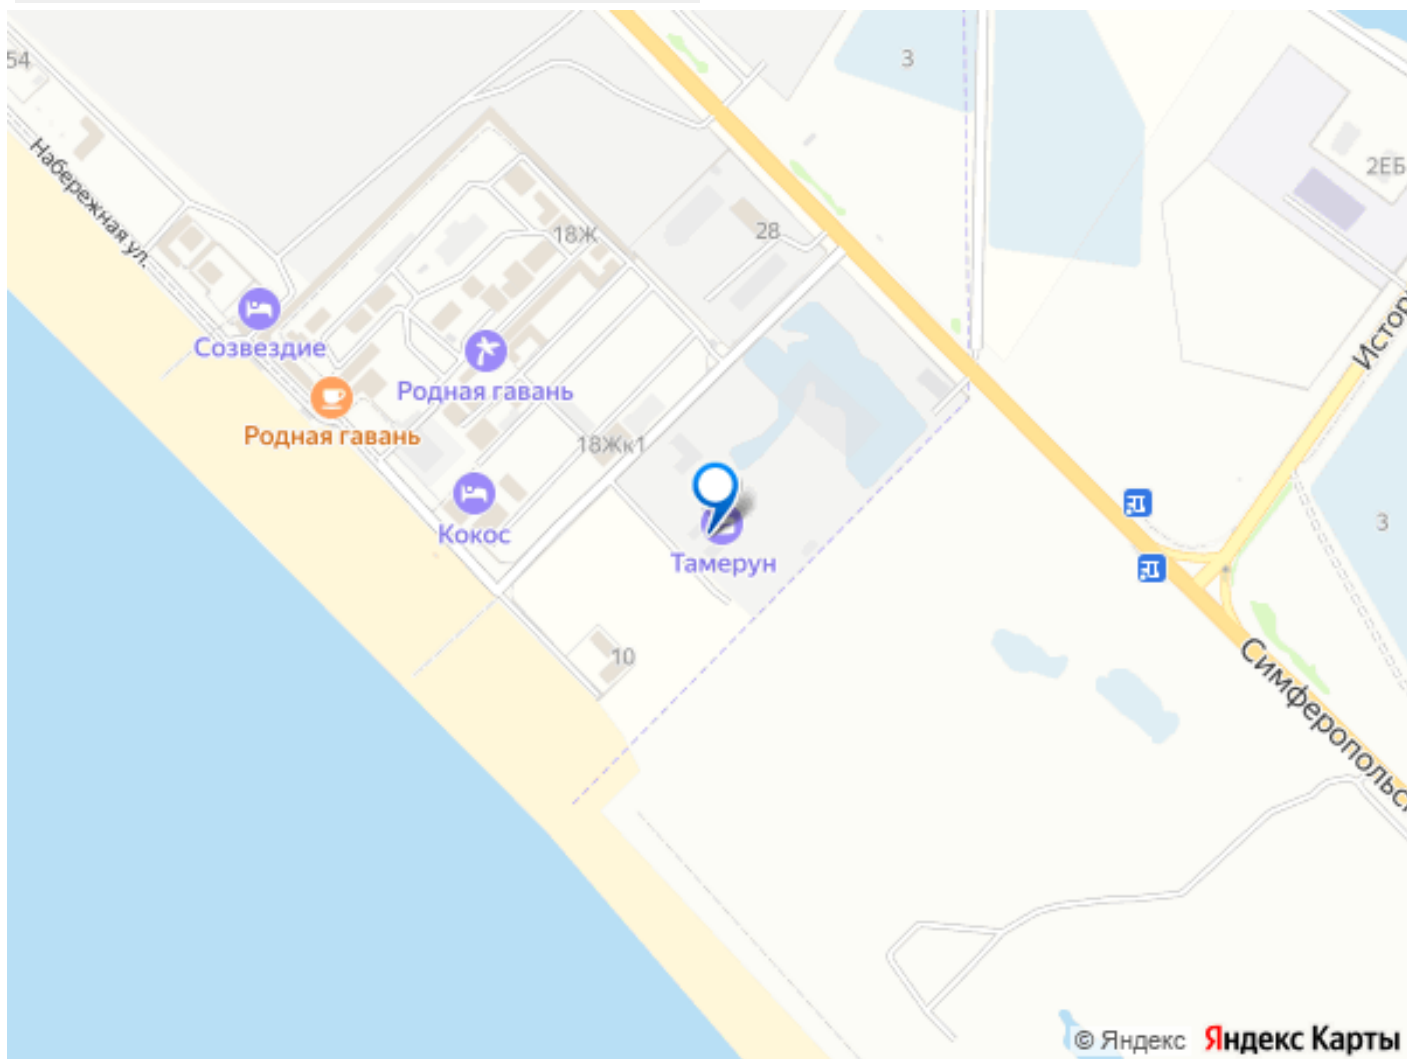 54
3
2ЕБ
Набережная ул.
18Ж
28
Созвездие
Родная гавань
Родная гавань
18Жк1
Кокос
Тамерун
3
10
Симферопольс
Истор
© Яндекс Яндекс Карты